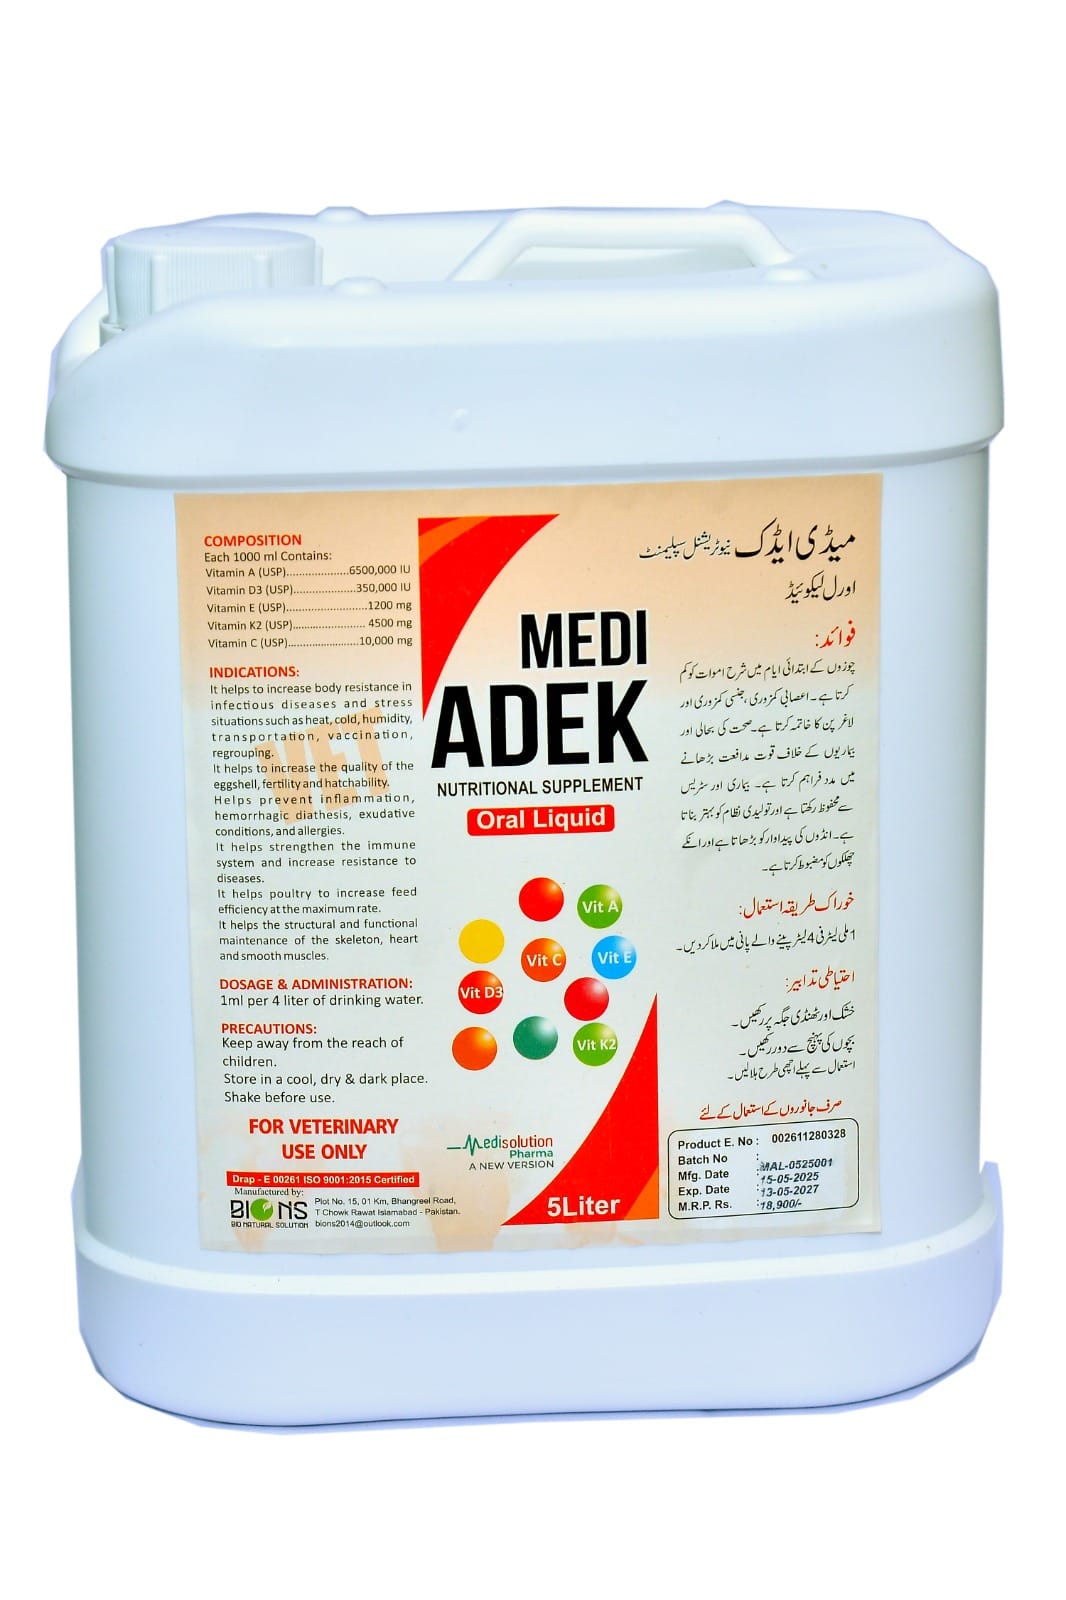 COMPOSITION
Each 1000 ml Contains:
Vitamin A (USP)....................6500,000 IU
Vitamin D3 (USP)....................350,000 IU
Vitamin E (USP)..........................1200 mg
Vitamin K2 (USP)....................... 4500 mg
Vitamin C (USP).......................10,000 mg
INDICATIONS:
It helps to increase body resistance in
infectious diseases and stress
situations such as heat, cold, humidity,
transportation, vaccination,
regrouping.
It helps to increase the quality of the
eggshell, fertility and hatchability.
Helps prevent inflammation,
hemorrhagic diathesis, exudative
conditions, and allergies.
It helps strengthen the immune
system and increase resistance to
diseases.
It helps poultry to increase feed
efficiency at the maximum rate.
It helps the structural and functional
maintenance of the skeleton, heart
and smooth muscles.
VET
DOSAGE & ADMINISTRATION:
1ml per 4 liter of drinking water.
PRECAUTIONS:
Keep away from the reach of
children.
Store in a cool, dry & dark place.
Shake before use.
FOR VETERINARY
USE ONLY
Drap - E 00261 ISO 9001:2015 Certified
Manufactured by:
BIONS
BIO NATURAL SOLUTION
Plot No. 15, 01 Km, Bhangreel Road,
T Chowk Rawat Islamabad - Pakistan.
bions2014@outlook.com
MEDI
ADEK
NUTRITIONAL SUPPLEMENT
Oral Liquid
Vit A
Vit C
Vit E
Vit D3
Vit K2
Medisolution
Pharma
A NEW VERSION
5Liter
میڈی ایڈک نیوٹریشنل سپلیمنٹ
اورل لیکوئیڈ
فوائد:
چوزوں کے ابتدائی ایام میں شرح اموات کو کم
کرتا ہے۔ اعصابی کمزوری، جنسی کمزوری اور
لاغر پن کا خاتمہ کرتا ہے۔ صحت کی بحالی اور
بیماریوں کے خلاف قوت مدافعت بڑھانے
میں مدد فراہم کرتا ہے۔ بیماری اور سٹریس
سے محفوظ رکھتا ہے اور تولیدی نظام کو بہتر بناتا
ہے۔ انڈوں کی پیداوار کو بڑھاتا ہے اور انکے
چھلکوں کو مضبوط کرتا ہے۔
خوراک طریقہ استعمال:
1 ملی لیٹر فی 4 لیٹر پینے والے پانی میں ملا کر دیں۔
احتیاطی تدابیر:
خشک اور ٹھنڈی جگہ پر رکھیں۔
بچوں کی پہنچ سے دور رکھیں۔
استعمال سے پہلے اچھی طرح ہلا لیں۔
صرف جانوروں کے استعمال کے لئے
Product E. No : 002611280328
Batch No : MAL-0525001
Mfg. Date : 15-05-2025
Exp. Date : 13-05-2027
M.R.P. Rs. : 18,900/-